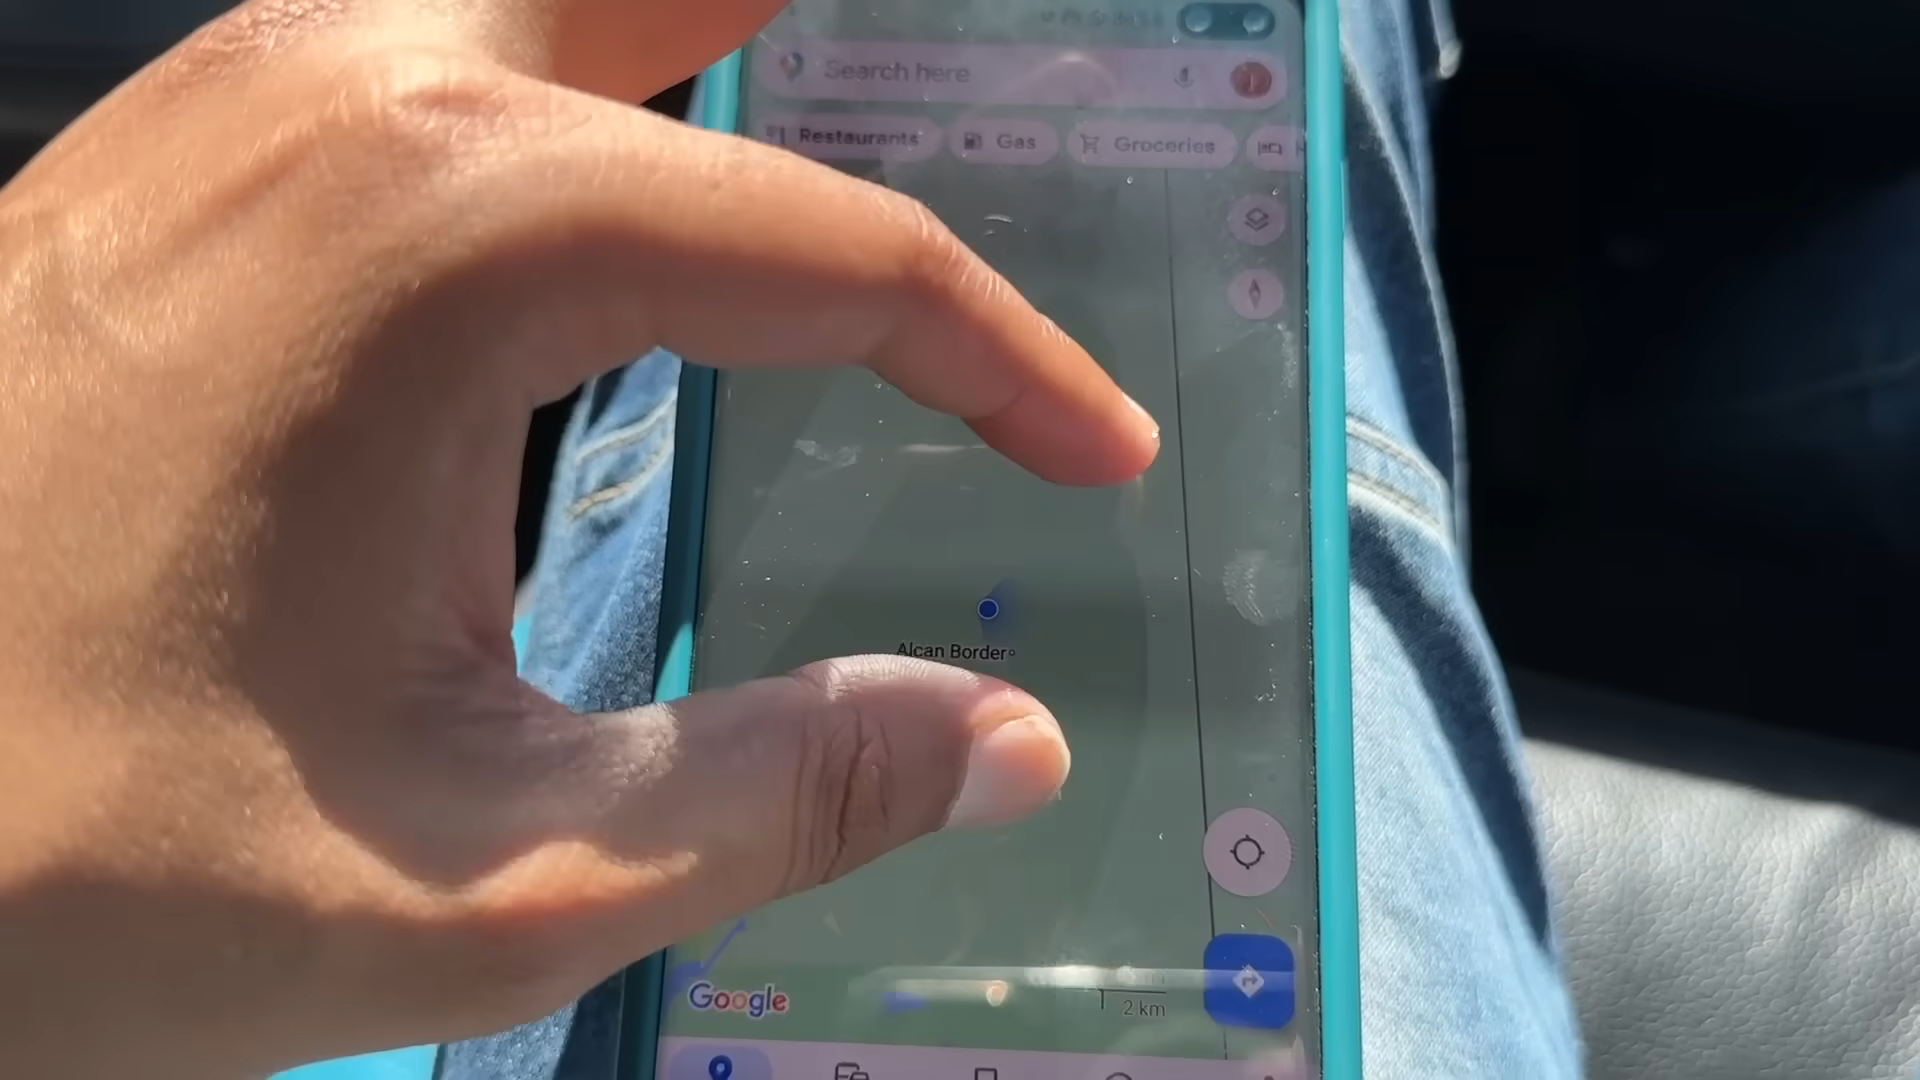 Search here
Restaurants Gas Groceries
Alcan Border
Google
2 km